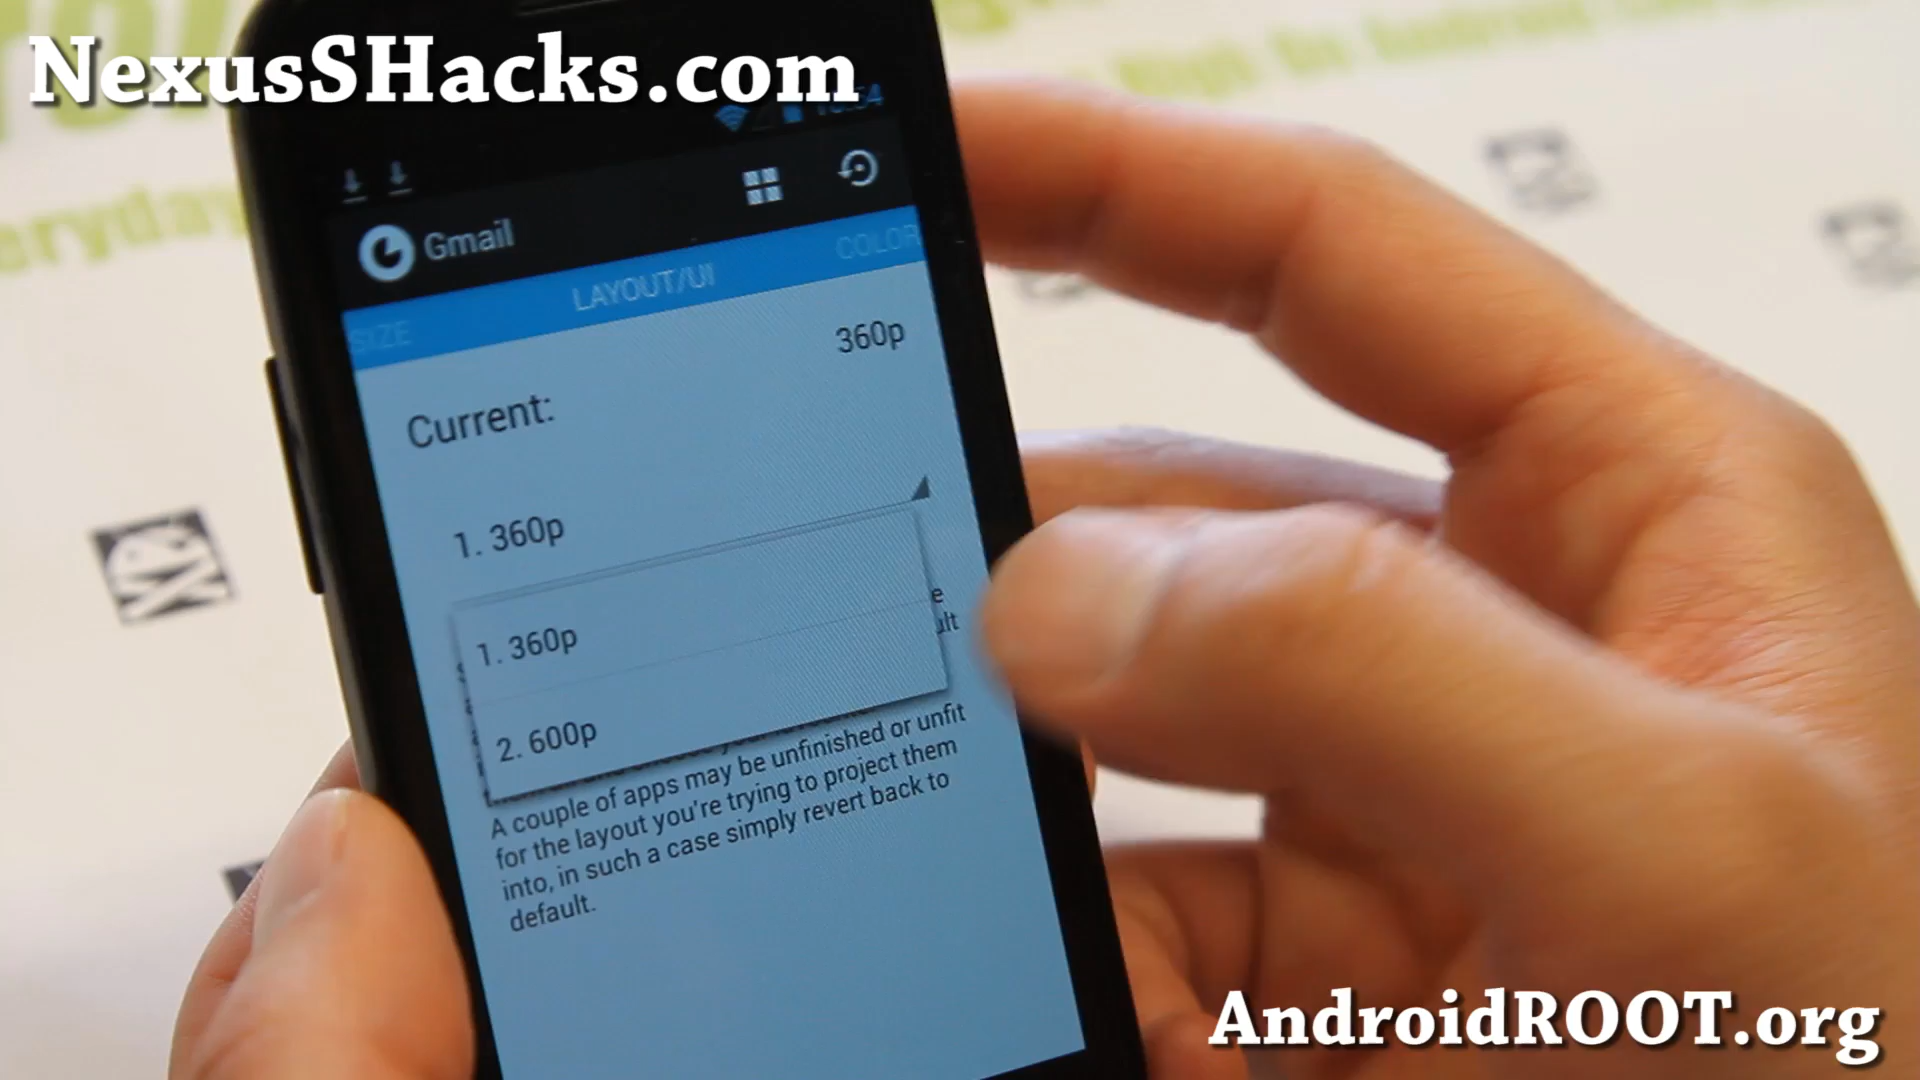 NexusSHacks.com
Gmail
LAYOUT/UI
COLOR
SIZE
360p
Current:
1. 360p
1. 360p
2. 600p
A couple of apps may be unfinished or unfit
for the layout you're trying to project them
into, in such a case simply revert back to
default.
AndroidROOT.org